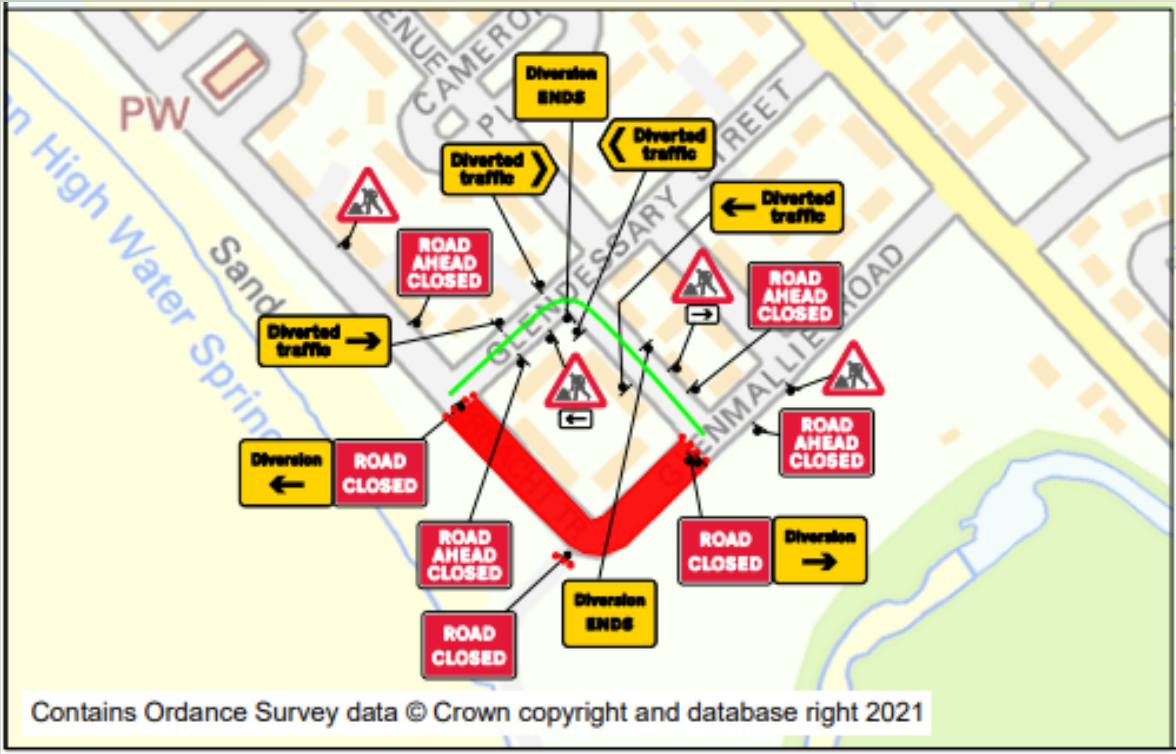 ENUE
CAMERO
PL
PW
Diversion
ENDS
Diverted
traffic
Diverted
traffic
Diverted
traffic
GLENDESSARY STREET
an High Water Spring
Sand
ROAD
AHEAD
CLOSED
ROAD
AHEAD
CLOSED
Diverted
traffic
GLENMALLIE ROAD
ROAD
AHEAD
CLOSED
Diversion
ROAD
CLOSED
ROAD
AHEAD
CLOSED
ROAD
CLOSED
Diversion
Diversion
ENDS
ROAD
CLOSED
Contains Ordance Survey data © Crown copyright and database right 2021